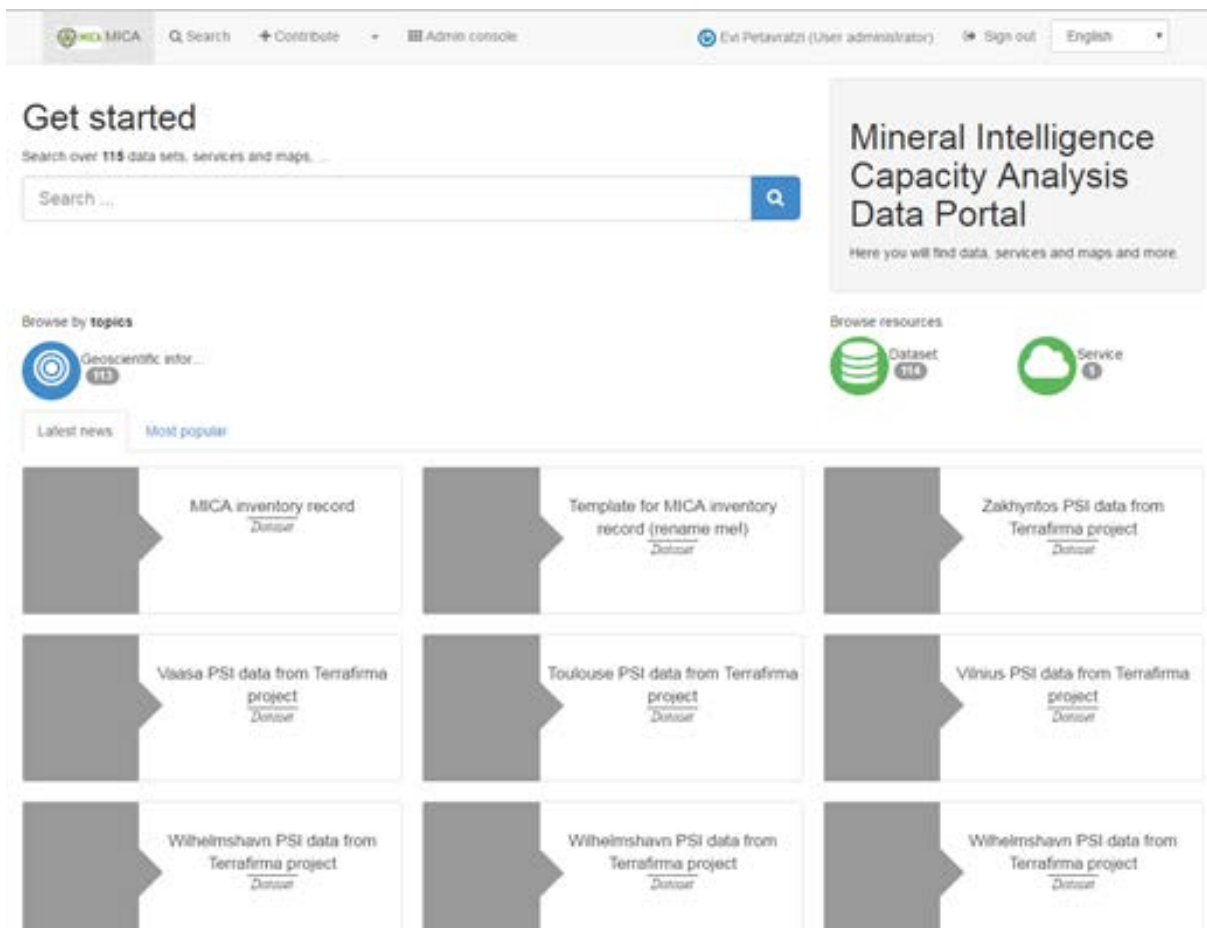 MICA MICA Search Contribute Admin console Evi Petavratzi (User administrator) Sign out English
Get started
Search over 115 data sets, services and maps, ...
Search ...
Mineral Intelligence
Capacity Analysis
Data Portal
Here you will find data, services and maps and more.
Browse by topics
Geoscientific infor...
113
Browse resources
Dataset
114
Service
1
Latest news Most popular
MICA inventory record
Dataset
Template for MICA inventory
record (rename me!)
Dataset
Zakhyntos PSI data from
Terrafirma project
Dataset
Vaasa PSI data from Terrafirma
project
Dataset
Toulouse PSI data from Terrafirma
project
Dataset
Vilnius PSI data from Terrafirma
project
Dataset
Wilhelmshavn PSI data from
Terrafirma project
Dataset
Wilhelmshavn PSI data from
Terrafirma project
Dataset
Wilhelmshavn PSI data from
Terrafirma project
Dataset